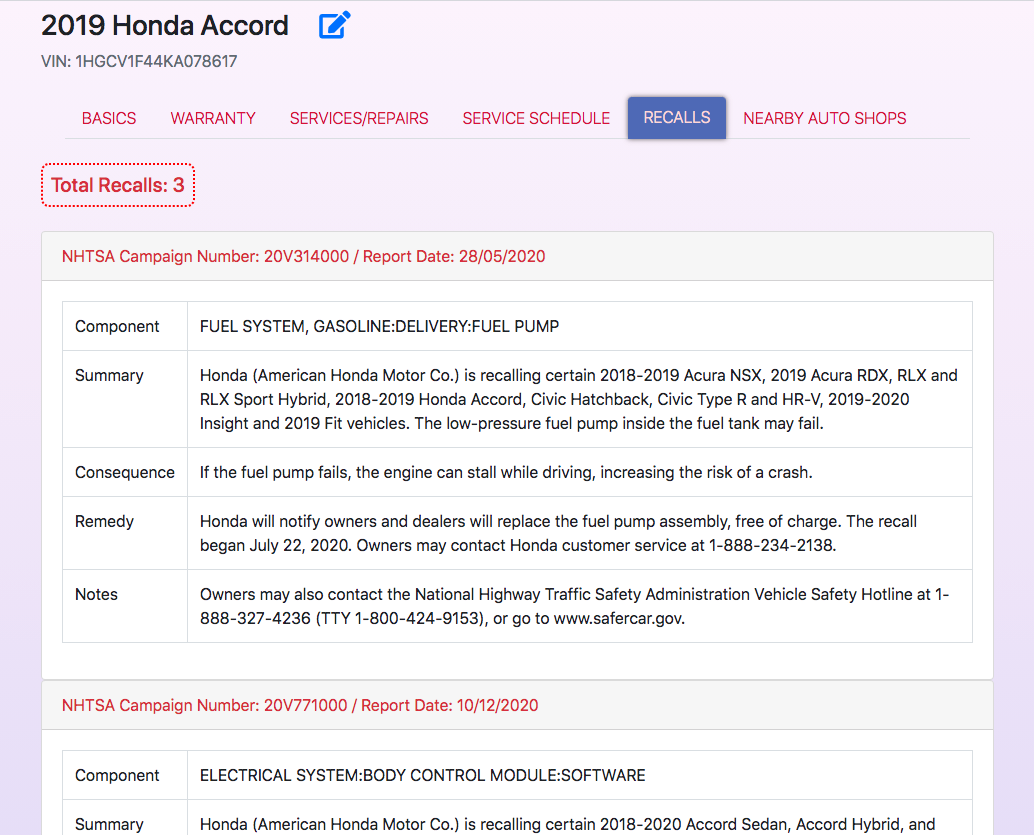 2019 Honda Accord
VIN: 1HGCV1F44KA078617
BASICS WARRANTY SERVICES/REPAIRS SERVICE SCHEDULE RECALLS NEARBY AUTO SHOPS
Total Recalls: 3
NHTSA Campaign Number: 20V314000 / Report Date: 28/05/2020
Component FUEL SYSTEM, GASOLINE:DELIVERY:FUEL PUMP
Summary Honda (American Honda Motor Co.) is recalling certain 2018-2019 Acura NSX, 2019 Acura RDX, RLX and
RLX Sport Hybrid, 2018-2019 Honda Accord, Civic Hatchback, Civic Type R and HR-V, 2019-2020
Insight and 2019 Fit vehicles. The low-pressure fuel pump inside the fuel tank may fail.
Consequence If the fuel pump fails, the engine can stall while driving, increasing the risk of a crash.
Remedy Honda will notify owners and dealers will replace the fuel pump assembly, free of charge. The recall
began July 22, 2020. Owners may contact Honda customer service at 1-888-234-2138.
Notes Owners may also contact the National Highway Traffic Safety Administration Vehicle Safety Hotline at 1-
888-327-4236 (TTY 1-800-424-9153), or go to www.safercar.gov.
NHTSA Campaign Number: 20V771000 / Report Date: 10/12/2020
Component ELECTRICAL SYSTEM:BODY CONTROL MODULE:SOFTWARE
Summary Honda (American Honda Motor Co.) is recalling certain 2018-2020 Accord Sedan, Accord Hybrid, and